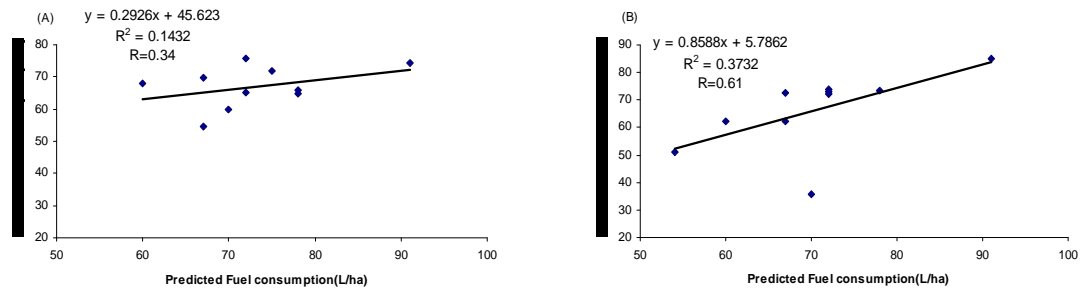 (A)
y = 0.2926x + 45.623
R² = 0.1432
R=0.34
80
70
60
50
40
30
20
50 60 70 80 90 100
Predicted Fuel consumption(L/ha)
(B)
y = 0.8588x + 5.7862
R² = 0.3732
R=0.61
90
80
70
60
50
40
30
20
50 60 70 80 90 100
Predicted Fuel consumption(L/ha)